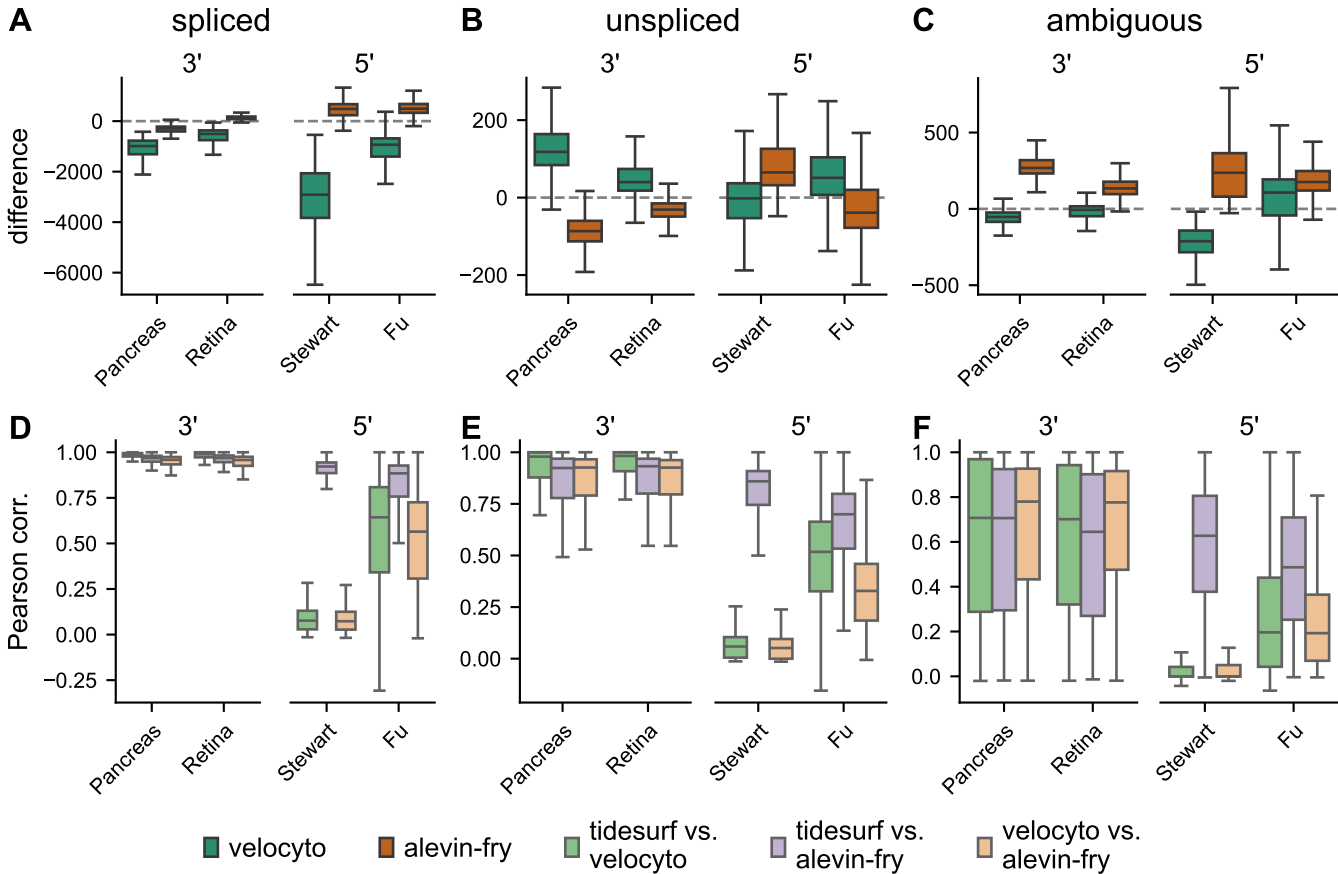 A spliced
B unspliced
C ambiguous
3' 5'
3' 5'
3' 5'
difference
0
−2000
−4000
−6000
200
0
−200
500
0
−500
Pancreas
Retina
Stewart
Fu
Pancreas
Retina
Stewart
Fu
Pancreas
Retina
Stewart
Fu
D 3' 5'
E 3' 5'
F 3' 5'
Pearson corr.
1.00
0.75
0.50
0.25
0.00
−0.25
1.00
0.75
0.50
0.25
0.00
1.0
0.8
0.6
0.4
0.2
0.0
Pancreas
Retina
Stewart
Fu
Pancreas
Retina
Stewart
Fu
Pancreas
Retina
Stewart
Fu
velocyto
alevin-fry
tidesurf vs.
velocyto
tidesurf vs.
alevin-fry
velocyto vs.
alevin-fry